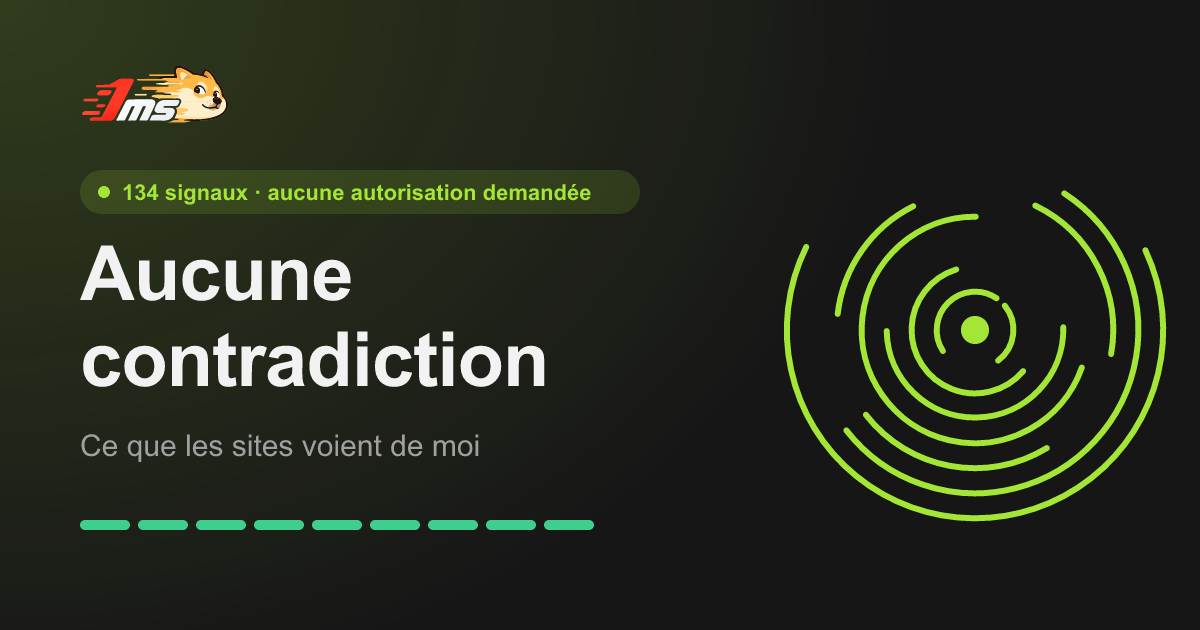 1ms
134 signaux · aucune autorisation demandée
Aucune
contradiction
Ce que les sites voient de moi